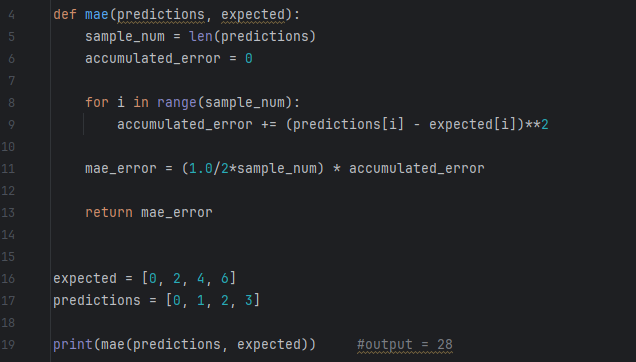 4 def mae(predictions, expected):
5 sample_num = len(predictions)
6 accumulated_error = 0
7
8 for i in range(sample_num):
9 accumulated_error += (predictions[i] - expected[i])**2
10
11 mae_error = (1.0/2*sample_num) * accumulated_error
12
13 return mae_error
14
15
16 expected = [0, 2, 4, 6]
17 predictions = [0, 1, 2, 3]
18
19 print(mae(predictions, expected)) #output = 28